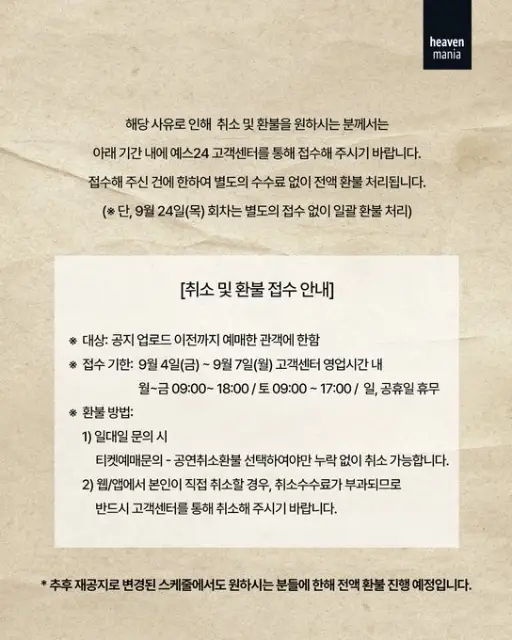 heaven
mania
해당 사유로 인해 취소 및 환불을 원하시는 분께서는
아래 기간 내에 예스24 고객센터를 통해 접수해 주시기 바랍니다.
접수해 주신 건에 한하여 별도의 수수료 없이 전액 환불 처리됩니다.
(※ 단, 9월 24일(목) 회차는 별도의 접수 없이 일괄 환불 처리)
[취소 및 환불 접수 안내]
※ 대상: 공지 업로드 이전까지 예매한 관객에 한함
※ 접수 기한: 9월 4일(금) ~ 9월 7일(월) 고객센터 영업시간 내
월~금 09:00~ 18:00 / 토 09:00 ~ 17:00 / 일, 공휴일 휴무
※ 환불 방법:
1) 일대일 문의 시
티켓예매문의 - 공연취소환불 선택하여야만 누락 없이 취소 가능합니다.
2) 웹/앱에서 본인이 직접 취소할 경우, 취소수수료가 부과되므로
반드시 고객센터를 통해 취소해 주시기 바랍니다.
* 추후 재공지로 변경된 스케줄에서도 원하시는 분들에 한해 전액 환불 진행 예정입니다.